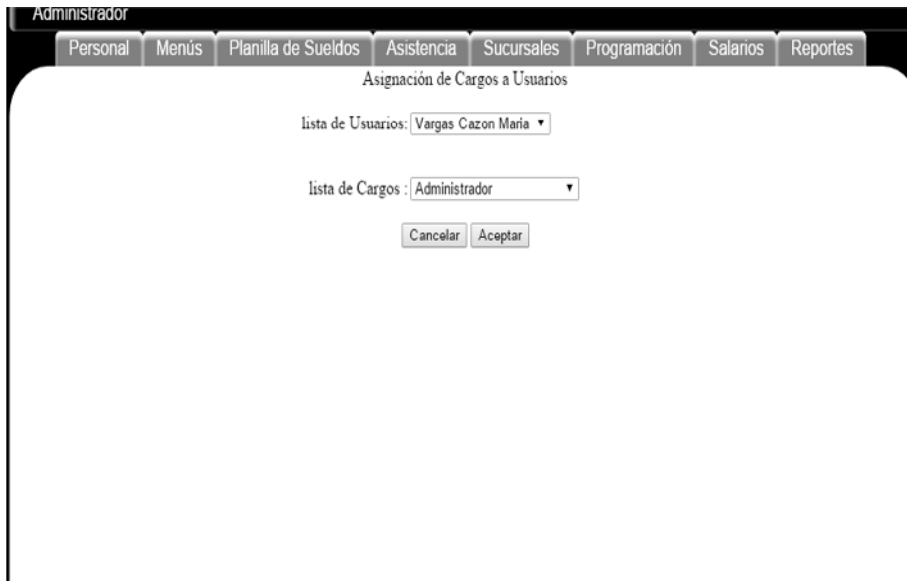 Administrador
Personal Menús Planilla de Sueldos Asistencia Sucursales Programación Salarios Reportes
Asignación de Cargos a Usuarios
lista de Usuarios: Vargas Cazon Maria
lista de Cargos : Administrador
Cancelar Aceptar